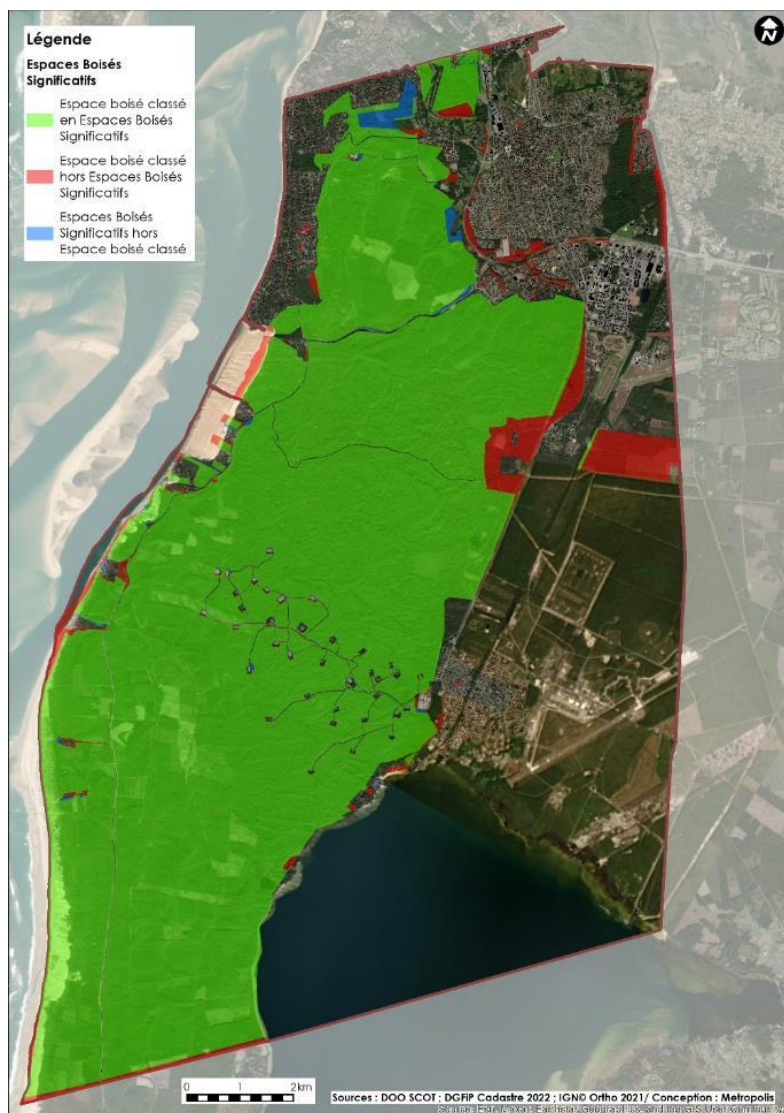 Légende
Espaces Boisés
Significatifs
Espace boisé classé
en Espaces Boisés
Significatifs
Espace boisé classé
hors Espaces Boisés
Significatifs
Espaces Boisés
Significatifs hors
Espace boisé classé
N
0 1 2km
Sources : DOO SCOT ; DGFiP Cadastre 2022 ; IGN© Ortho 2021/ Conception : Metropolis